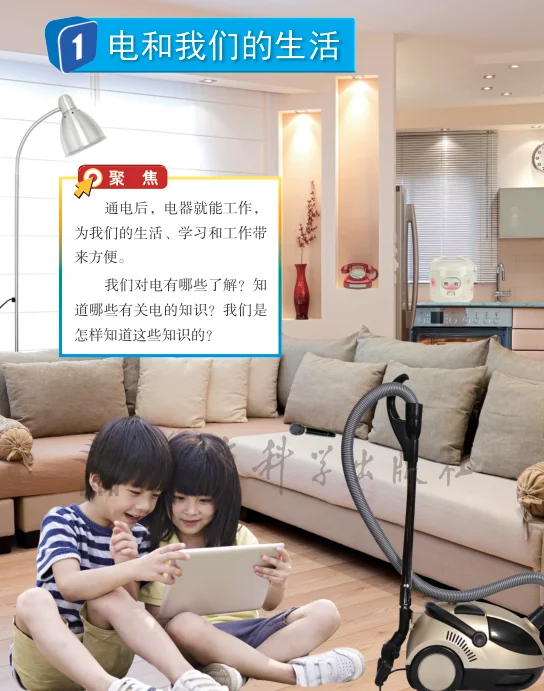 1 电和我们的生活
聚 焦
通电后，电器就能工作，
为我们的生活、学习和工作带
来方便。
我们对电有哪些了解？知
道哪些有关电的知识？我们是
怎样知道这些知识的？
科学出版社